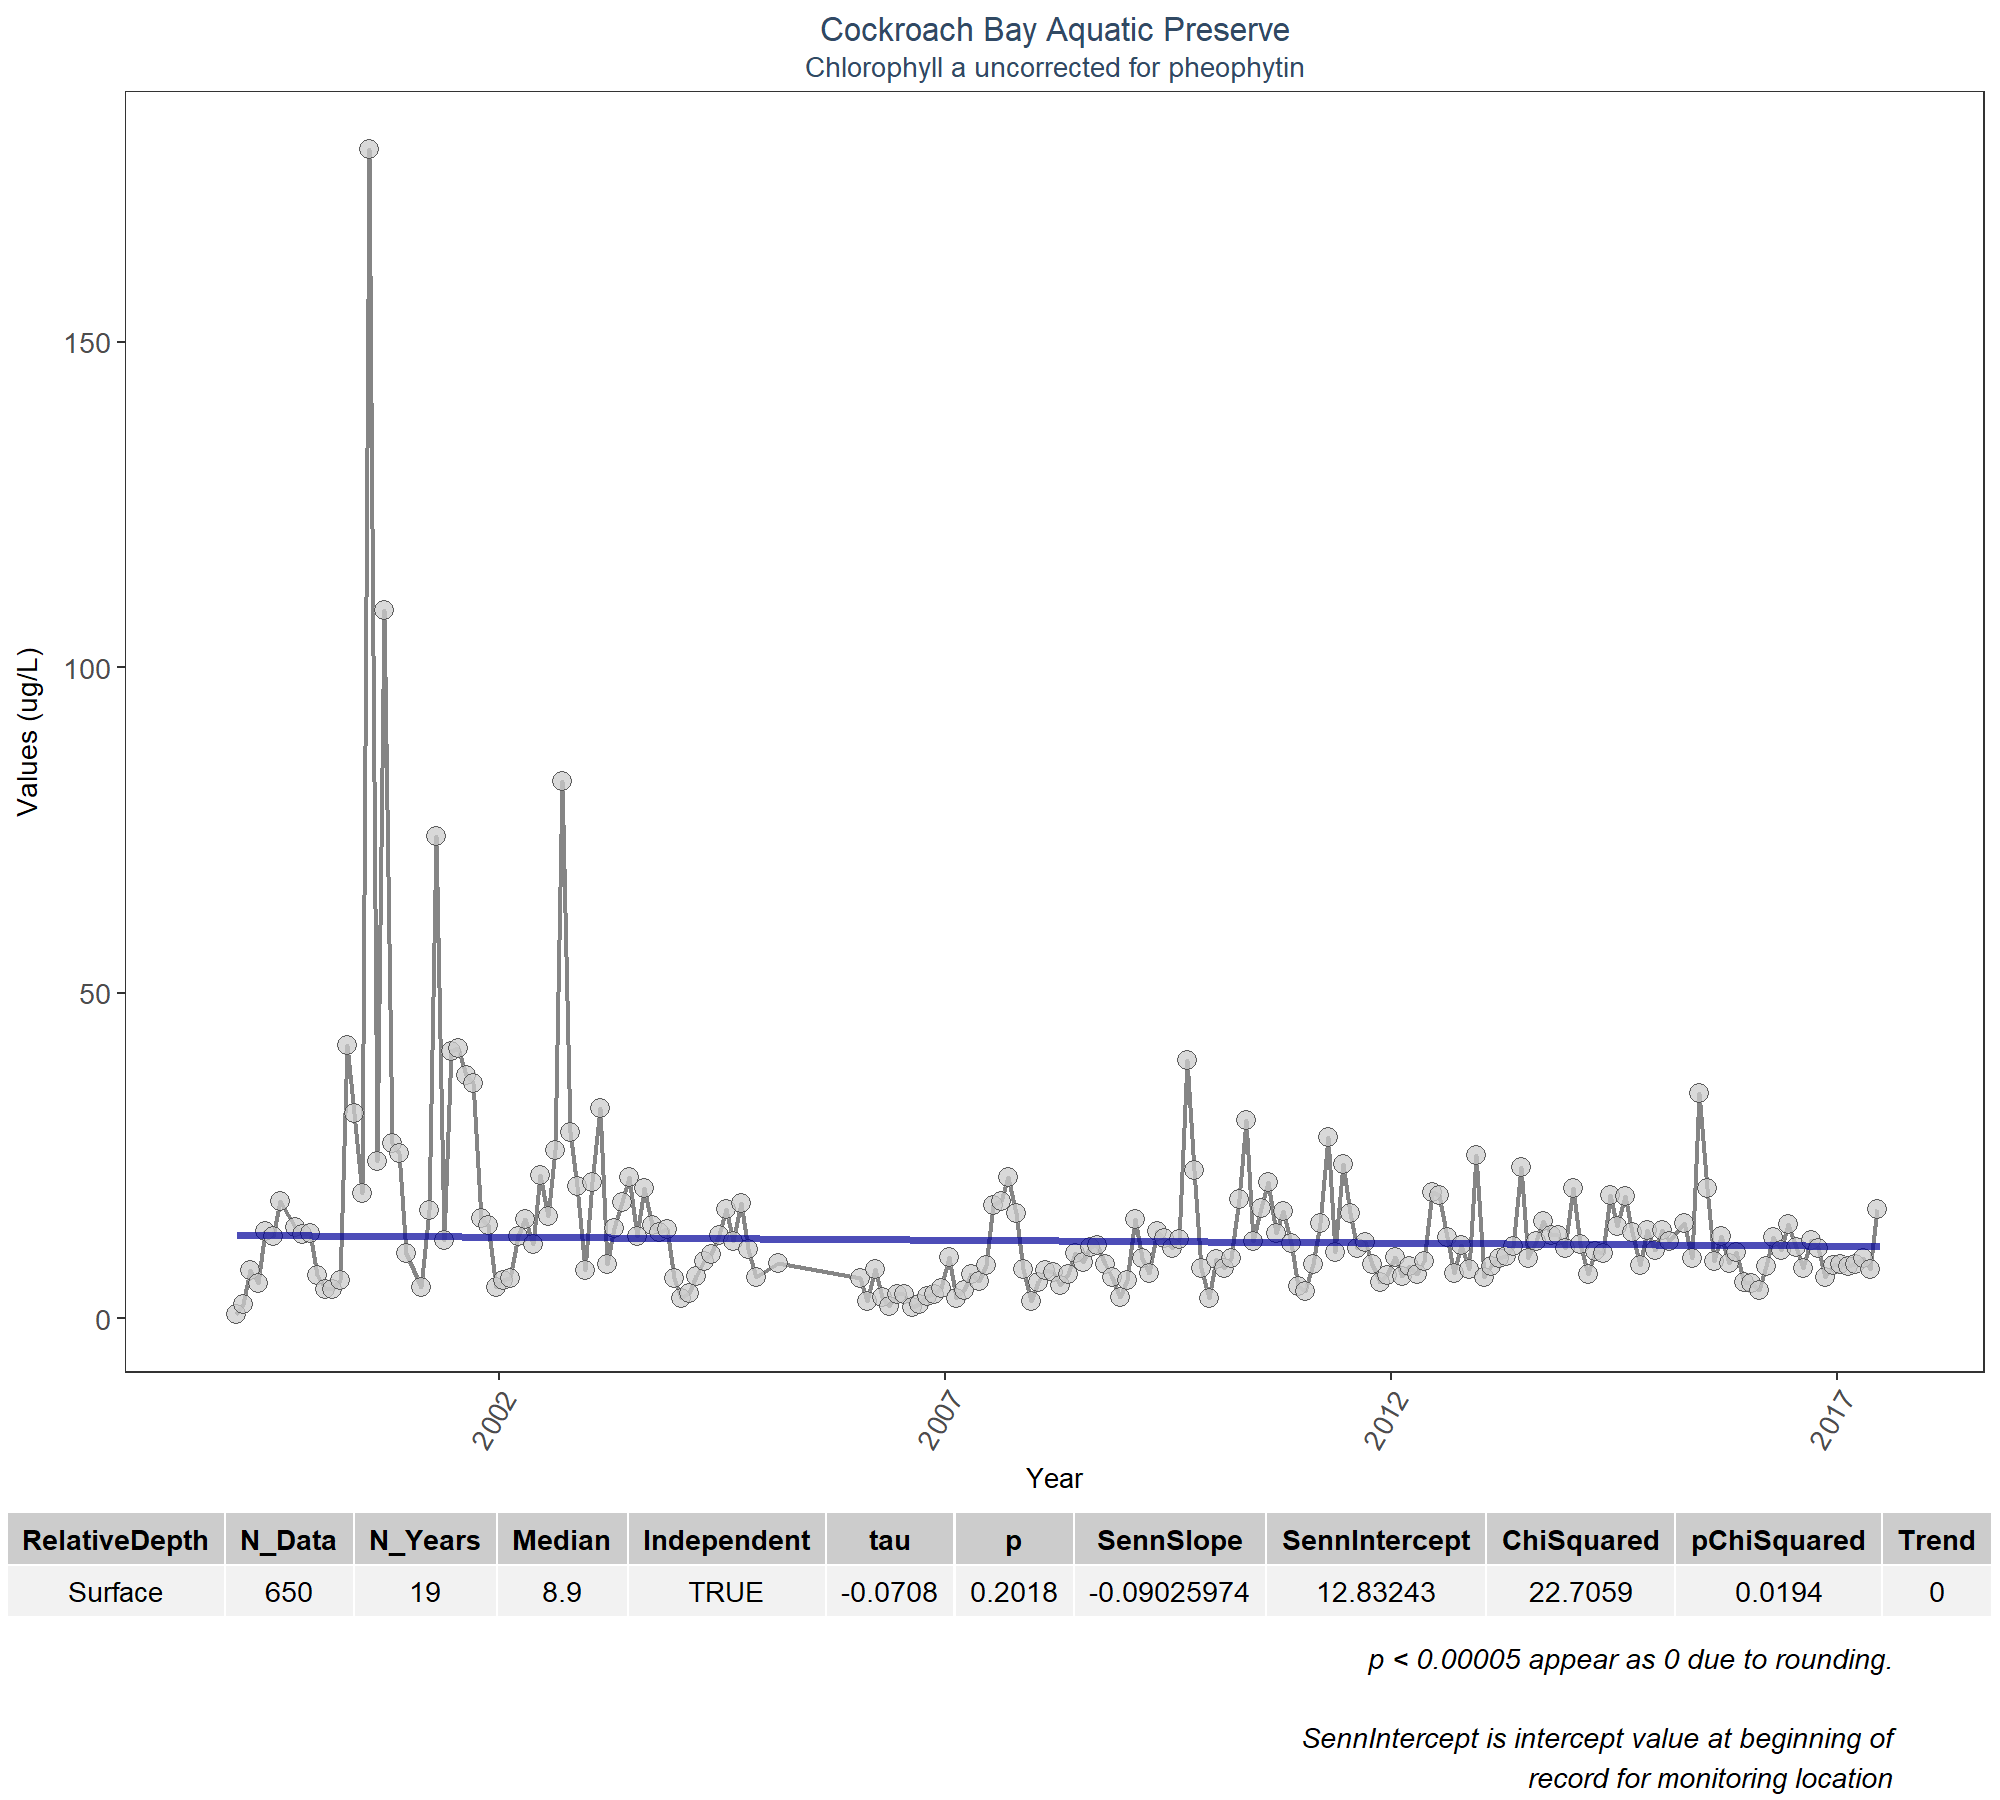 Cockroach Bay Aquatic Preserve
Chlorophyll a uncorrected for pheophytin
Values (ug/L)
150
100
50
0
2002 2007 2012 2017
Year
RelativeDepth N_Data N_Years Median Independent tau p SennSlope SennIntercept ChiSquared pChiSquared Trend
Surface 650 19 8.9 TRUE -0.0708 0.2018 -0.09025974 12.83243 22.7059 0.0194 0
p < 0.00005 appear as 0 due to rounding.
SennIntercept is intercept value at beginning of
record for monitoring location